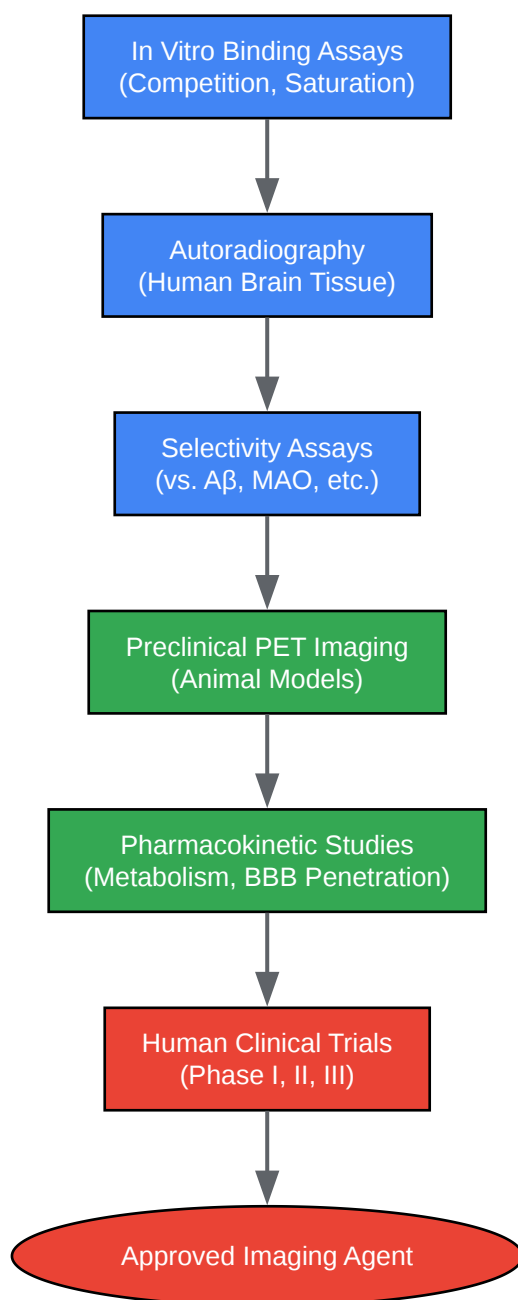 In Vitro Binding Assays
(Competition, Saturation)
Autoradiography
(Human Brain Tissue)
Selectivity Assays
(vs. Aβ, MAO, etc.)
Preclinical PET Imaging
(Animal Models)
Pharmacokinetic Studies
(Metabolism, BBB Penetration)
Human Clinical Trials
(Phase I, II, III)
Approved Imaging Agent